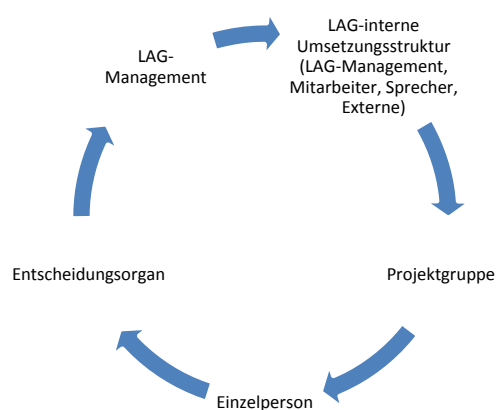 LAG-
Management
LAG-interne
Umsetzungsstruktur
(LAG-Management,
Mitarbeiter, Sprecher,
Externe)
Projektgruppe
Einzelperson
Entscheidungsorgan